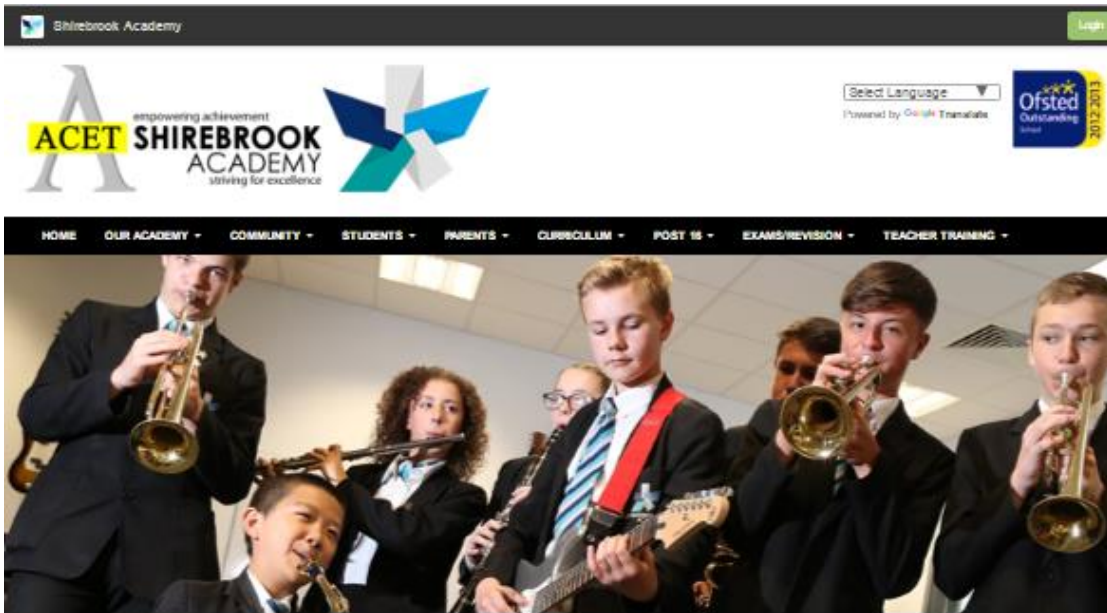 Shirebrook Academy
Login
empowering achievement
ACET SHIREBROOK
ACADEMY
striving for excellence
Select Language ▼
Powered by Google Translate
Ofsted
Outstanding
School
2012/2013
HOME OUR ACADEMY COMMUNITY STUDENTS PARENTS CURRICULUM POST 16 EXAMS/REVISION TEACHER TRAINING